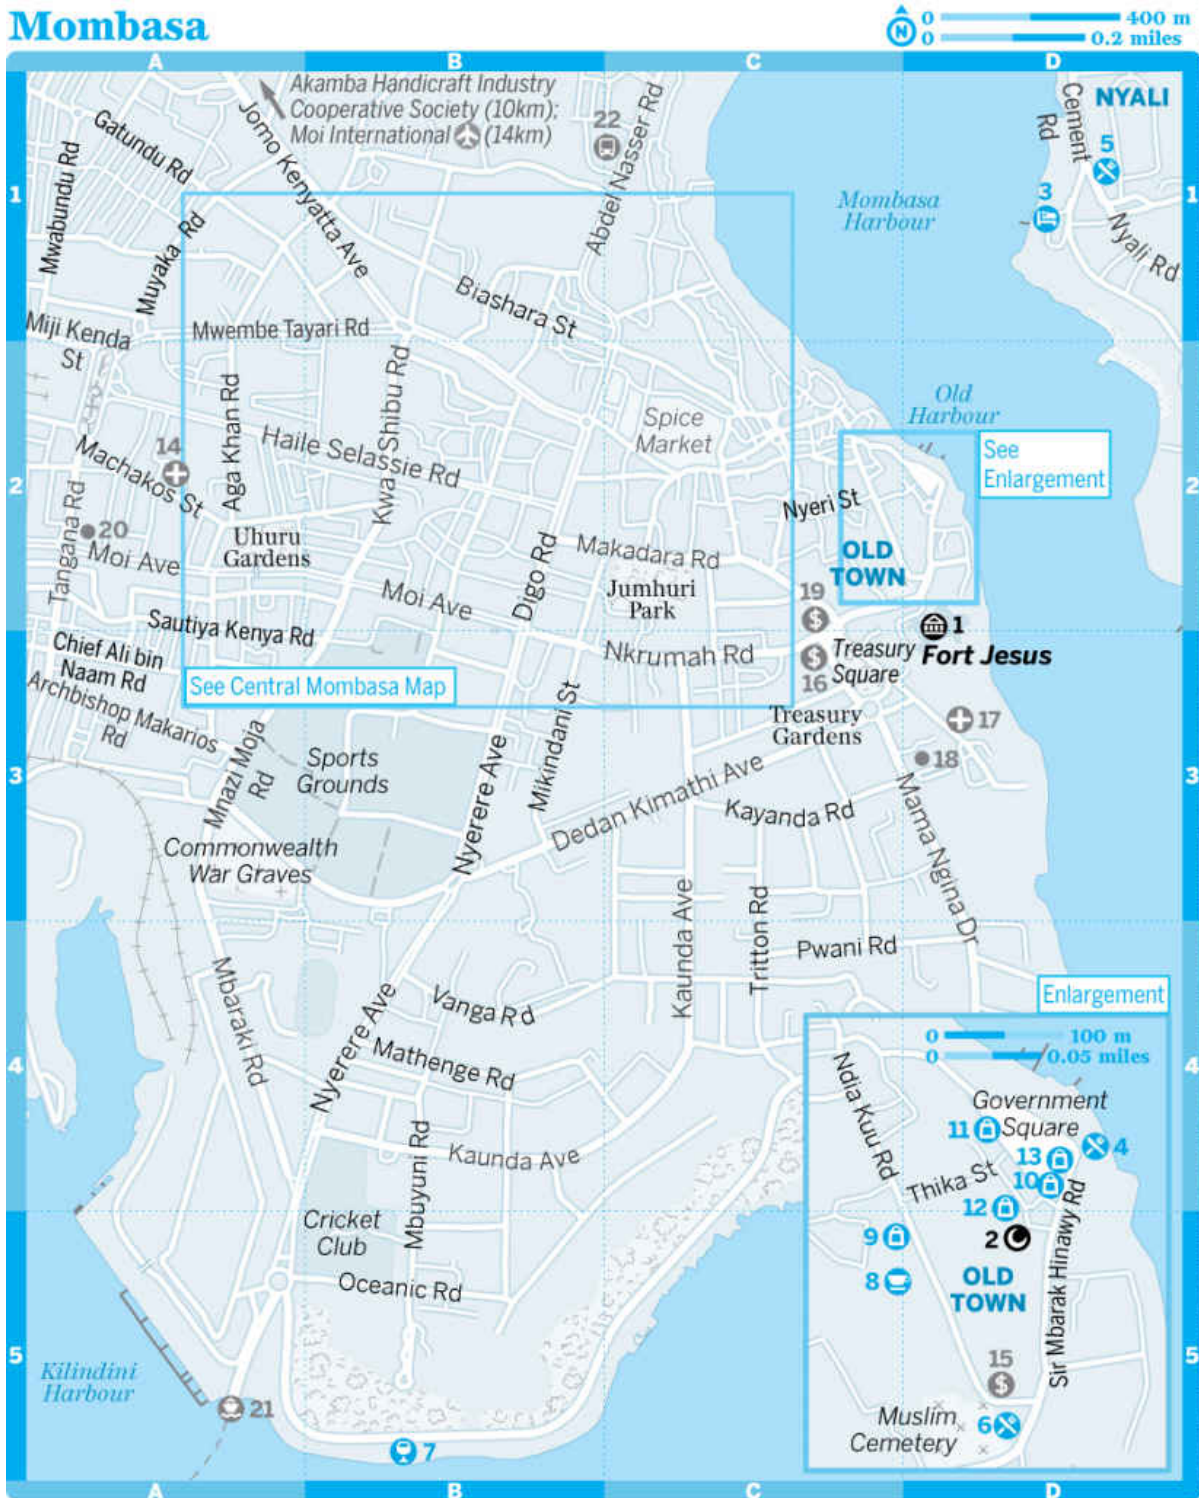 Mombasa
N
0 400 m
0 0.2 miles
A B C D
Akamba Handicraft Industry
Cooperative Society (10km);
Moi International (14km)
22
Abdel Nasser Rd
Cement
Rd
NYALI
5
3
Nyali Rd
Gatundu Rd
Jomo Kenyatta Ave
Mwabundu Rd
Muyaka Rd
1 1
Mombasa
Harbour
Biashara St
Miji Kenda
St
Mwembe Tayari Rd
Old
Harbour
See
Enlargement
Spice
Market
Kwa Shibu Rd
Aga Khan Rd
Haile Selassie Rd
14
Machakos St
2 2
Nyeri St
Tangana Rd
20
Moi Ave
Uhuru
Gardens
Digo Rd
Makadara Rd
OLD
TOWN
Moi Ave
Jumhuri
Park
19
Sautiya Kenya Rd
1
Fort Jesus
Chief Ali bin
Naam Rd
Nkrumah Rd
Treasury
Square
16
Archbishop Makarios
Rd
See Central Mombasa Map
Mikindani St
Treasury
Gardens
17
18
Mnazi Moja
Rd
Sports
Grounds
3 3
Nyerere Ave
Dedan Kimathi Ave
Kayanda Rd
Mama Ngina Dr
Commonwealth
War Graves
Kaunda Ave
Tritton Rd
Pwani Rd
Mbaraki Rd
Nyerere Ave
Vanga Rd
Mathenge Rd
Enlargement
0 100 m
0 0.05 miles
4 4
Ndia Kuu Rd
Government
Square
11
13
4
Thika St
10
12
Mbuyuni Rd
Kaunda Ave
Cricket
Club
9
2
Sir Mbarak Hinawy Rd
8
OLD
TOWN
Oceanic Rd
5 5
Kilindini
Harbour
21
15
Muslim
Cemetery
6
7
A B C D